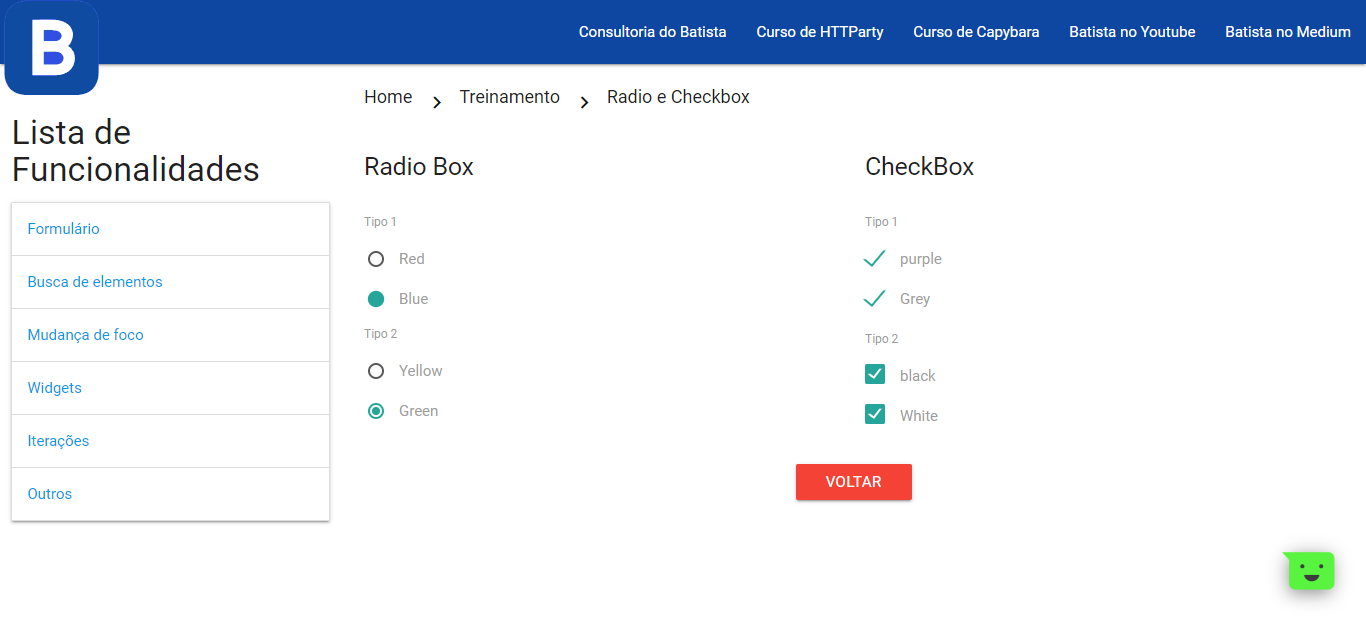 B
Consultoria do Batista Curso de HTTParty Curso de Capybara Batista no Youtube Batista no Medium
Home Treinamento Radio e Checkbox
Lista de
Funcionalidades
Formulário
Busca de elementos
Mudança de foco
Widgets
Iterações
Outros
Radio Box
Tipo 1
Red
Blue
Tipo 2
Yellow
Green
CheckBox
Tipo 1
purple
Grey
Tipo 2
black
White
VOLTAR